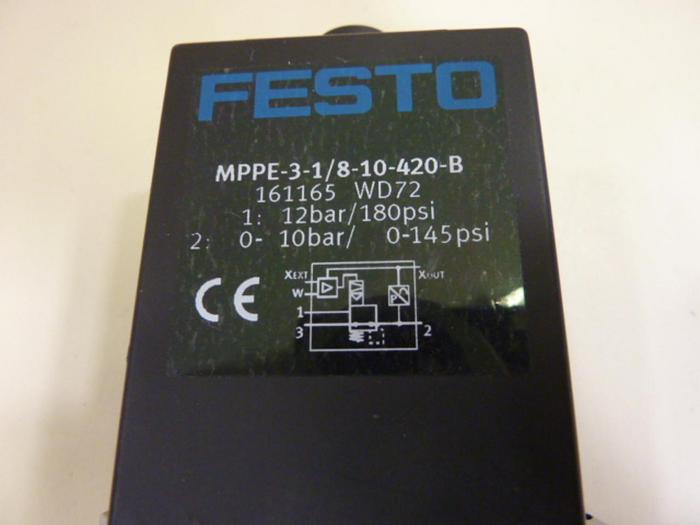 FESTO
MPPE-3-1/8-10-420-B
161165 WD72
1: 12bar/180psi
2: 0- 10bar/ 0-145psi
CE
XEXT XOUT
W
P
1
3 2